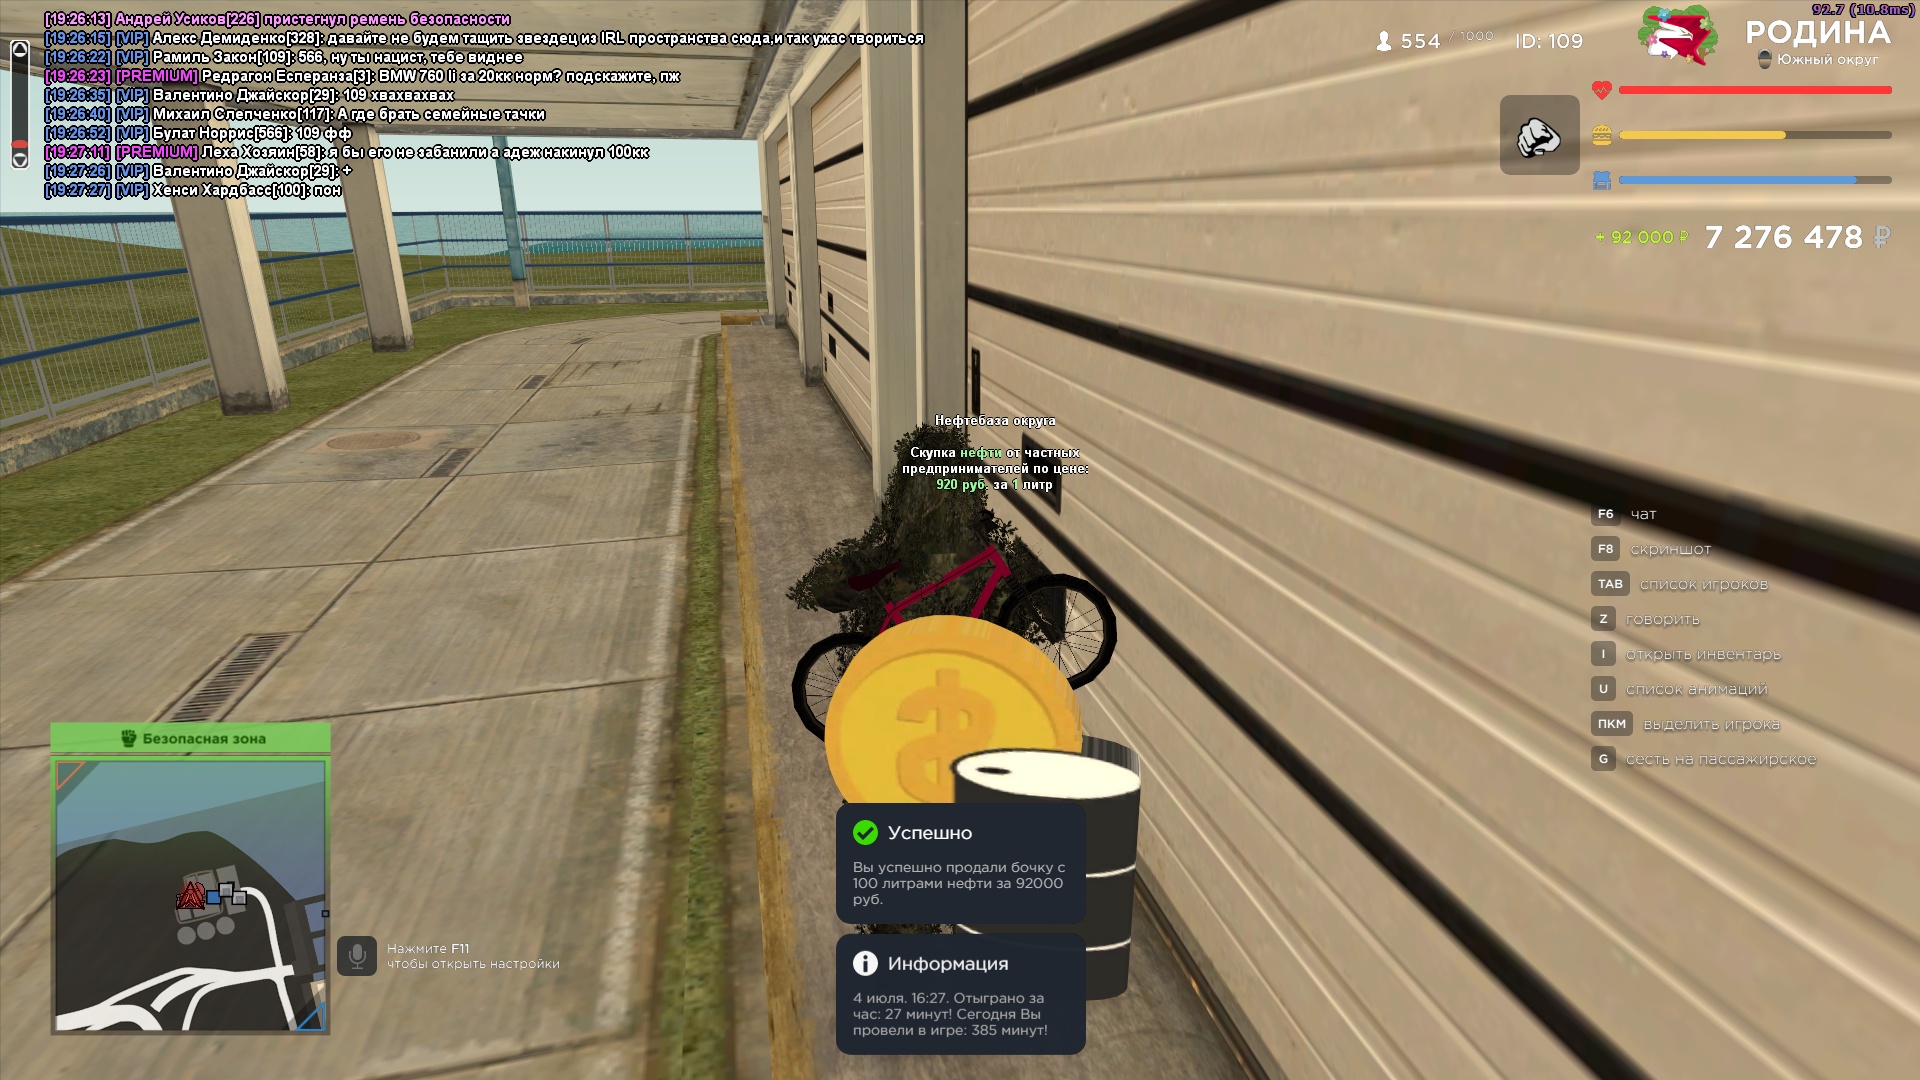 [19:26:13] Андрей Усиков[226] пристегнул ремень безопасности
[19:26:15] [VIP] Алекс Демиденко[328]: давайте не будем тащить звездец из IRL пространства сюда,и так ужас твориться
[19:26:22] [VIP] Рамиль Закон[109]: 566, ну ты нацист, тебе виднее
[19:26:23] [PREMIUM] Редрагон Есперанза[3]: BMW 760 li за 20кк норм? подскажите, пж
[19:26:35] [VIP] Валентино Джайскор[29]: 109 хвахвахвах
[19:26:40] [VIP] Михаил Слепченко[117]: А где брать семейные тачки
[19:26:52] [VIP] Булат Норрис[566]: 109 фф
[19:27:11] [PREMIUM] Леха Хозяин[58]: я бы его не забанили а адеж накинул 100кк
[19:27:26] [VIP] Валентино Джайскор[29]: +
[19:27:27] [VIP] Хенси Хардбасс[100]: пон
92.7 (10.8ms)
554 / 1000 ID: 109
РОДИНА
Южный округ
+ 92 000 ₽ 7 276 478 ₽
Нефтебаза округа
Скупка нефти от частных
предпринимателей по цене:
920 руб. за 1 литр
F6 чат
F8 скриншот
TAB список игроков
Z говорить
I открыть инвентарь
U список анимаций
ПКМ выделить игрока
G сесть на пассажирское
Безопасная зона
Нажмите F11
чтобы открыть настройки
Успешно
Вы успешно продали бочку с
100 литрами нефти за 92000
руб.
Информация
4 июля. 16:27. Отыграно за
час: 27 минут! Сегодня Вы
провели в игре: 385 минут!